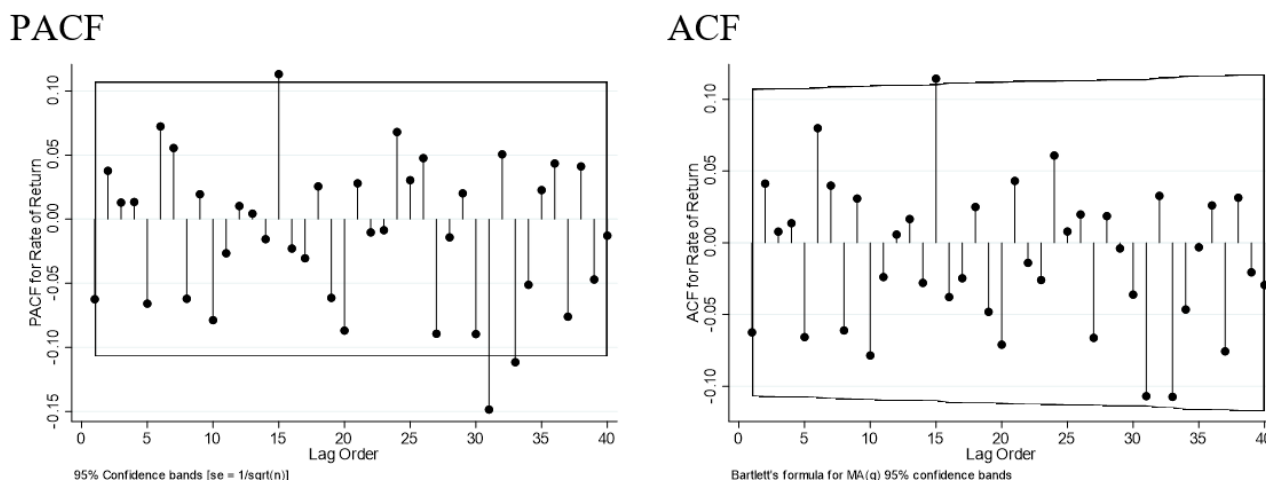 PACF
PACF for Rate of Return
0.10
0.05
0.00
-0.05
-0.10
-0.15
0 5 10 15 20 25 30 35 40
Lag Order
95% Confidence bands [se = 1/sqrt(n)]
ACF
ACF for Rate of Return
0.10
0.05
0.00
-0.05
-0.10
0 5 10 15 20 25 30 35 40
Lag Order
Bartlett's formula for MA(q) 95% confidence bands